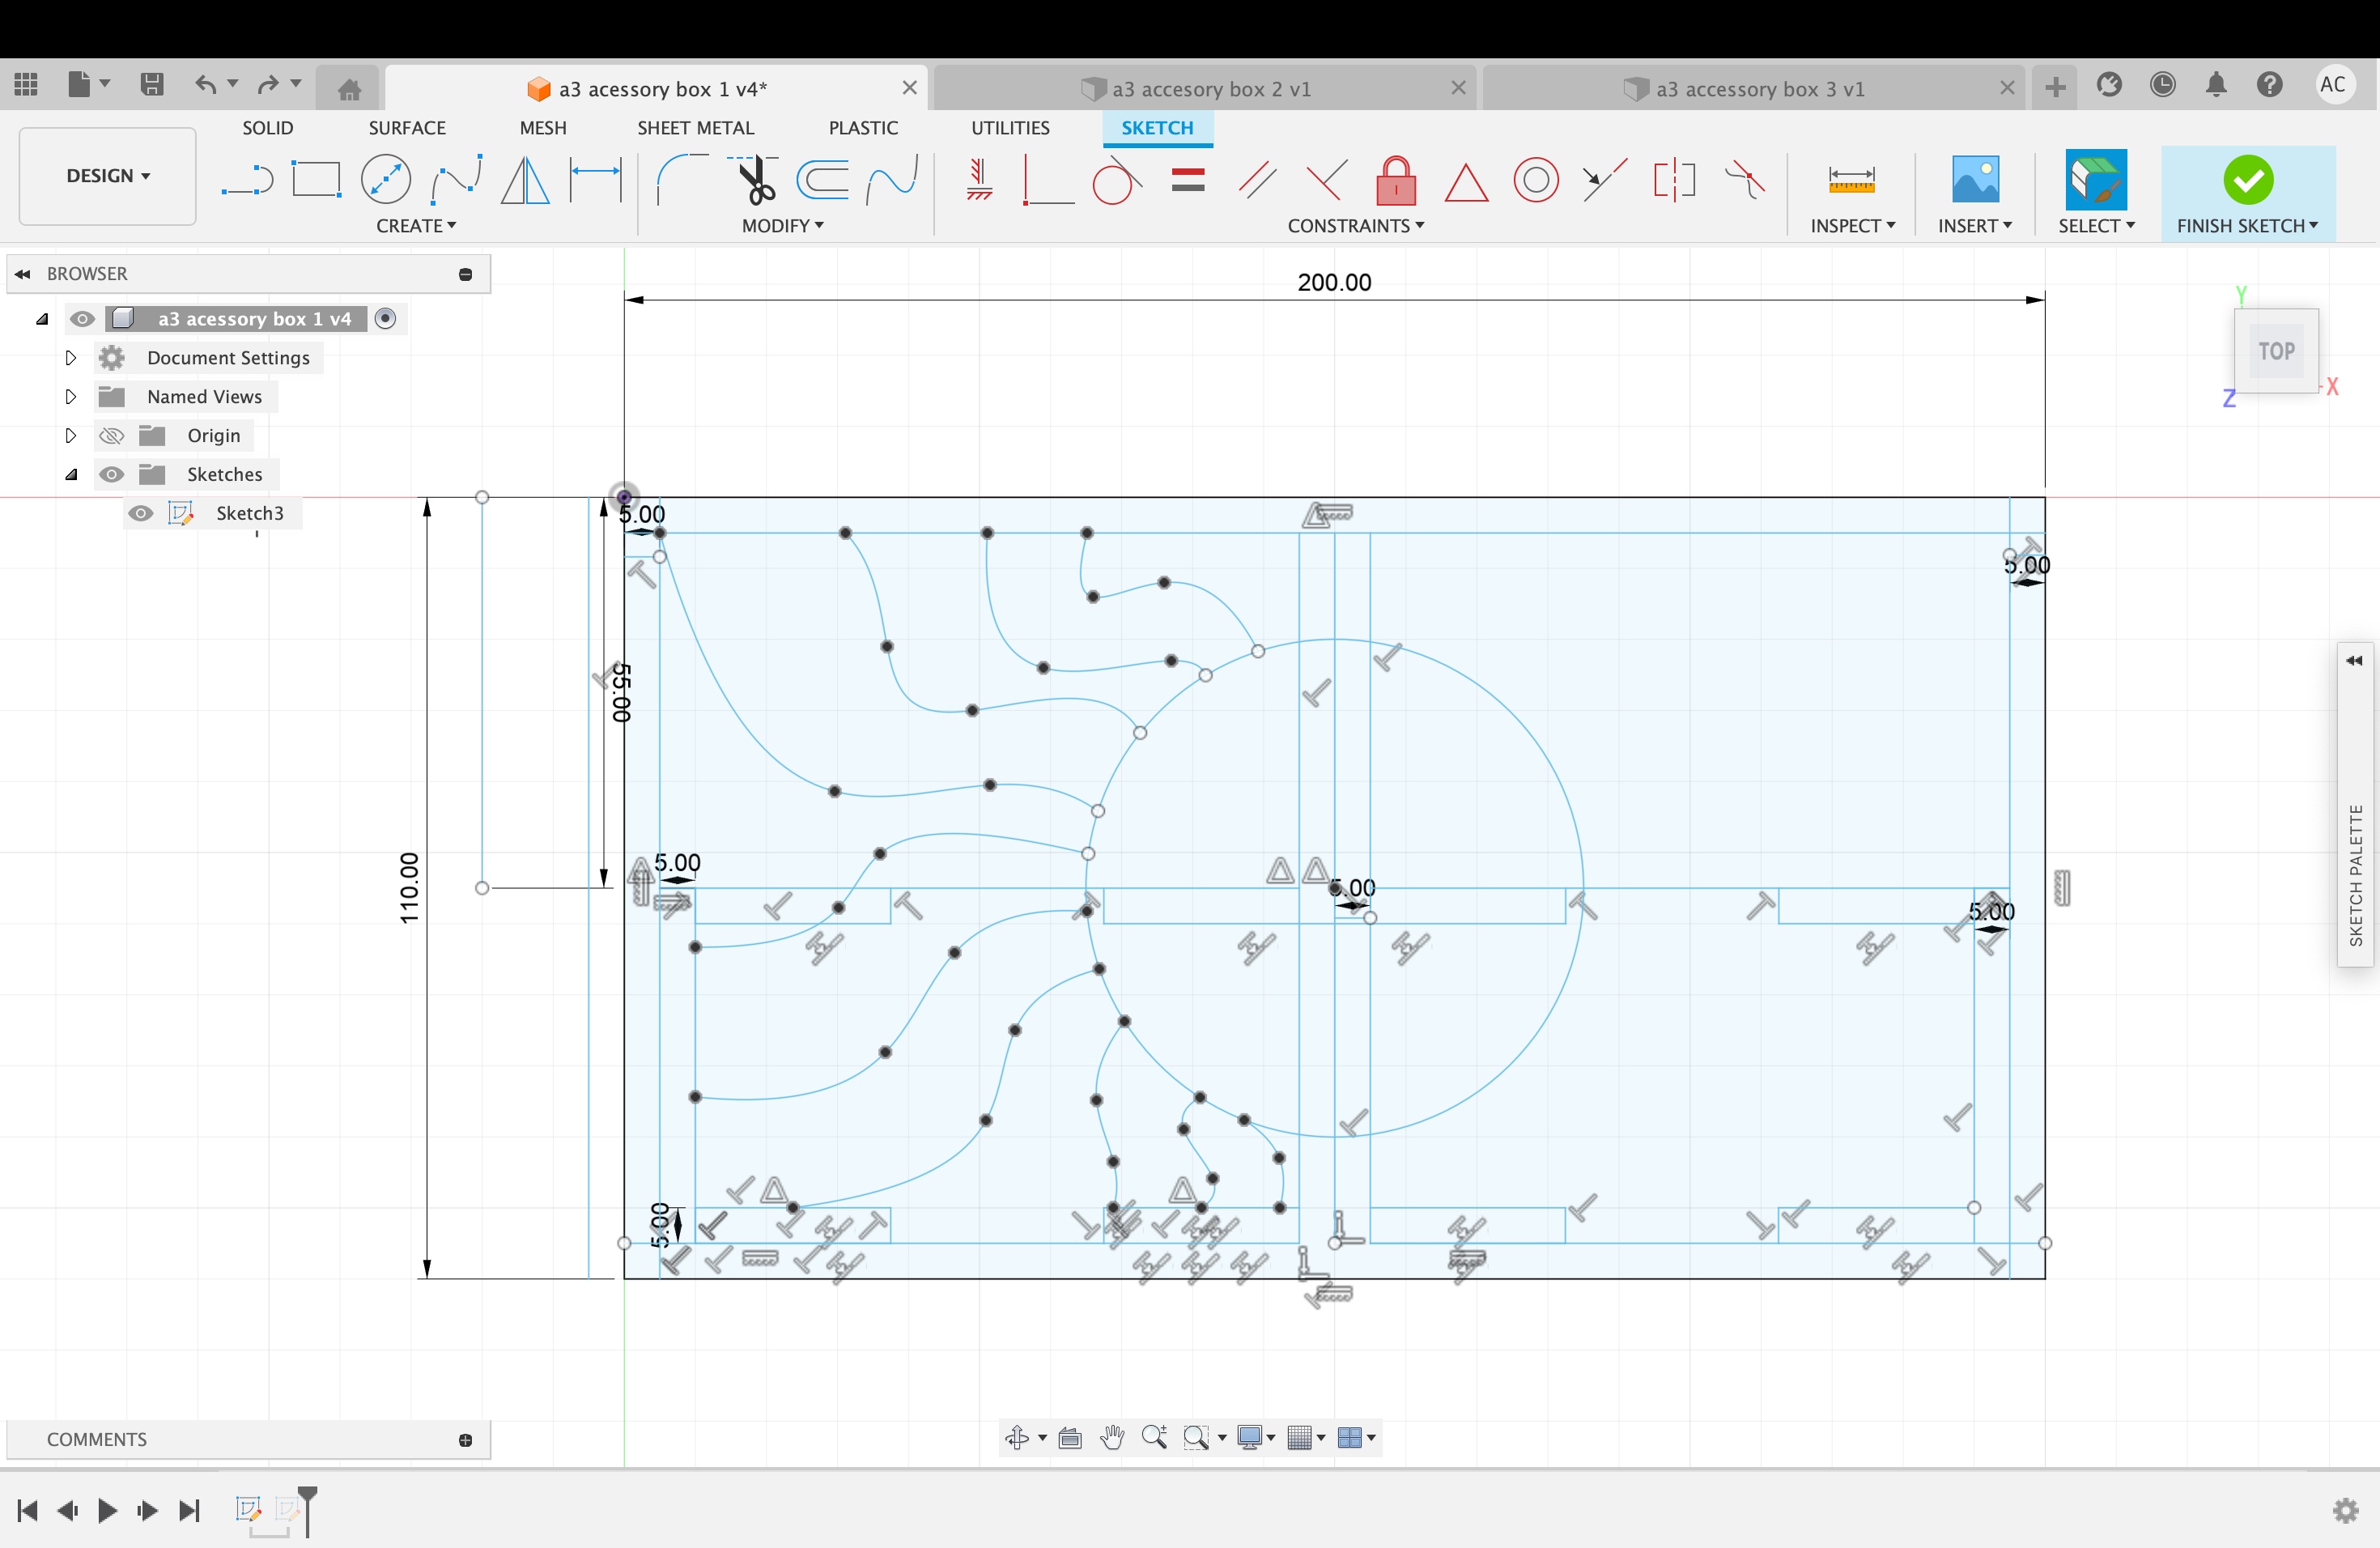 a3 acessory box 1 v4*
a3 accesory box 2 v1
a3 accessory box 3 v1
AC
DESIGN
SOLID
SURFACE
MESH
SHEET METAL
PLASTIC
UTILITIES
SKETCH
CREATE
MODIFY
CONSTRAINTS
INSPECT
INSERT
SELECT
FINISH SKETCH
BROWSER
a3 acessory box 1 v4
Document Settings
Named Views
Origin
Sketches
Sketch3
200.00
Y
TOP
X
Z
5.00
5.00
55.00
110.00
5.00
5.00
5.00
5.00
SKETCH PALETTE
COMMENTS